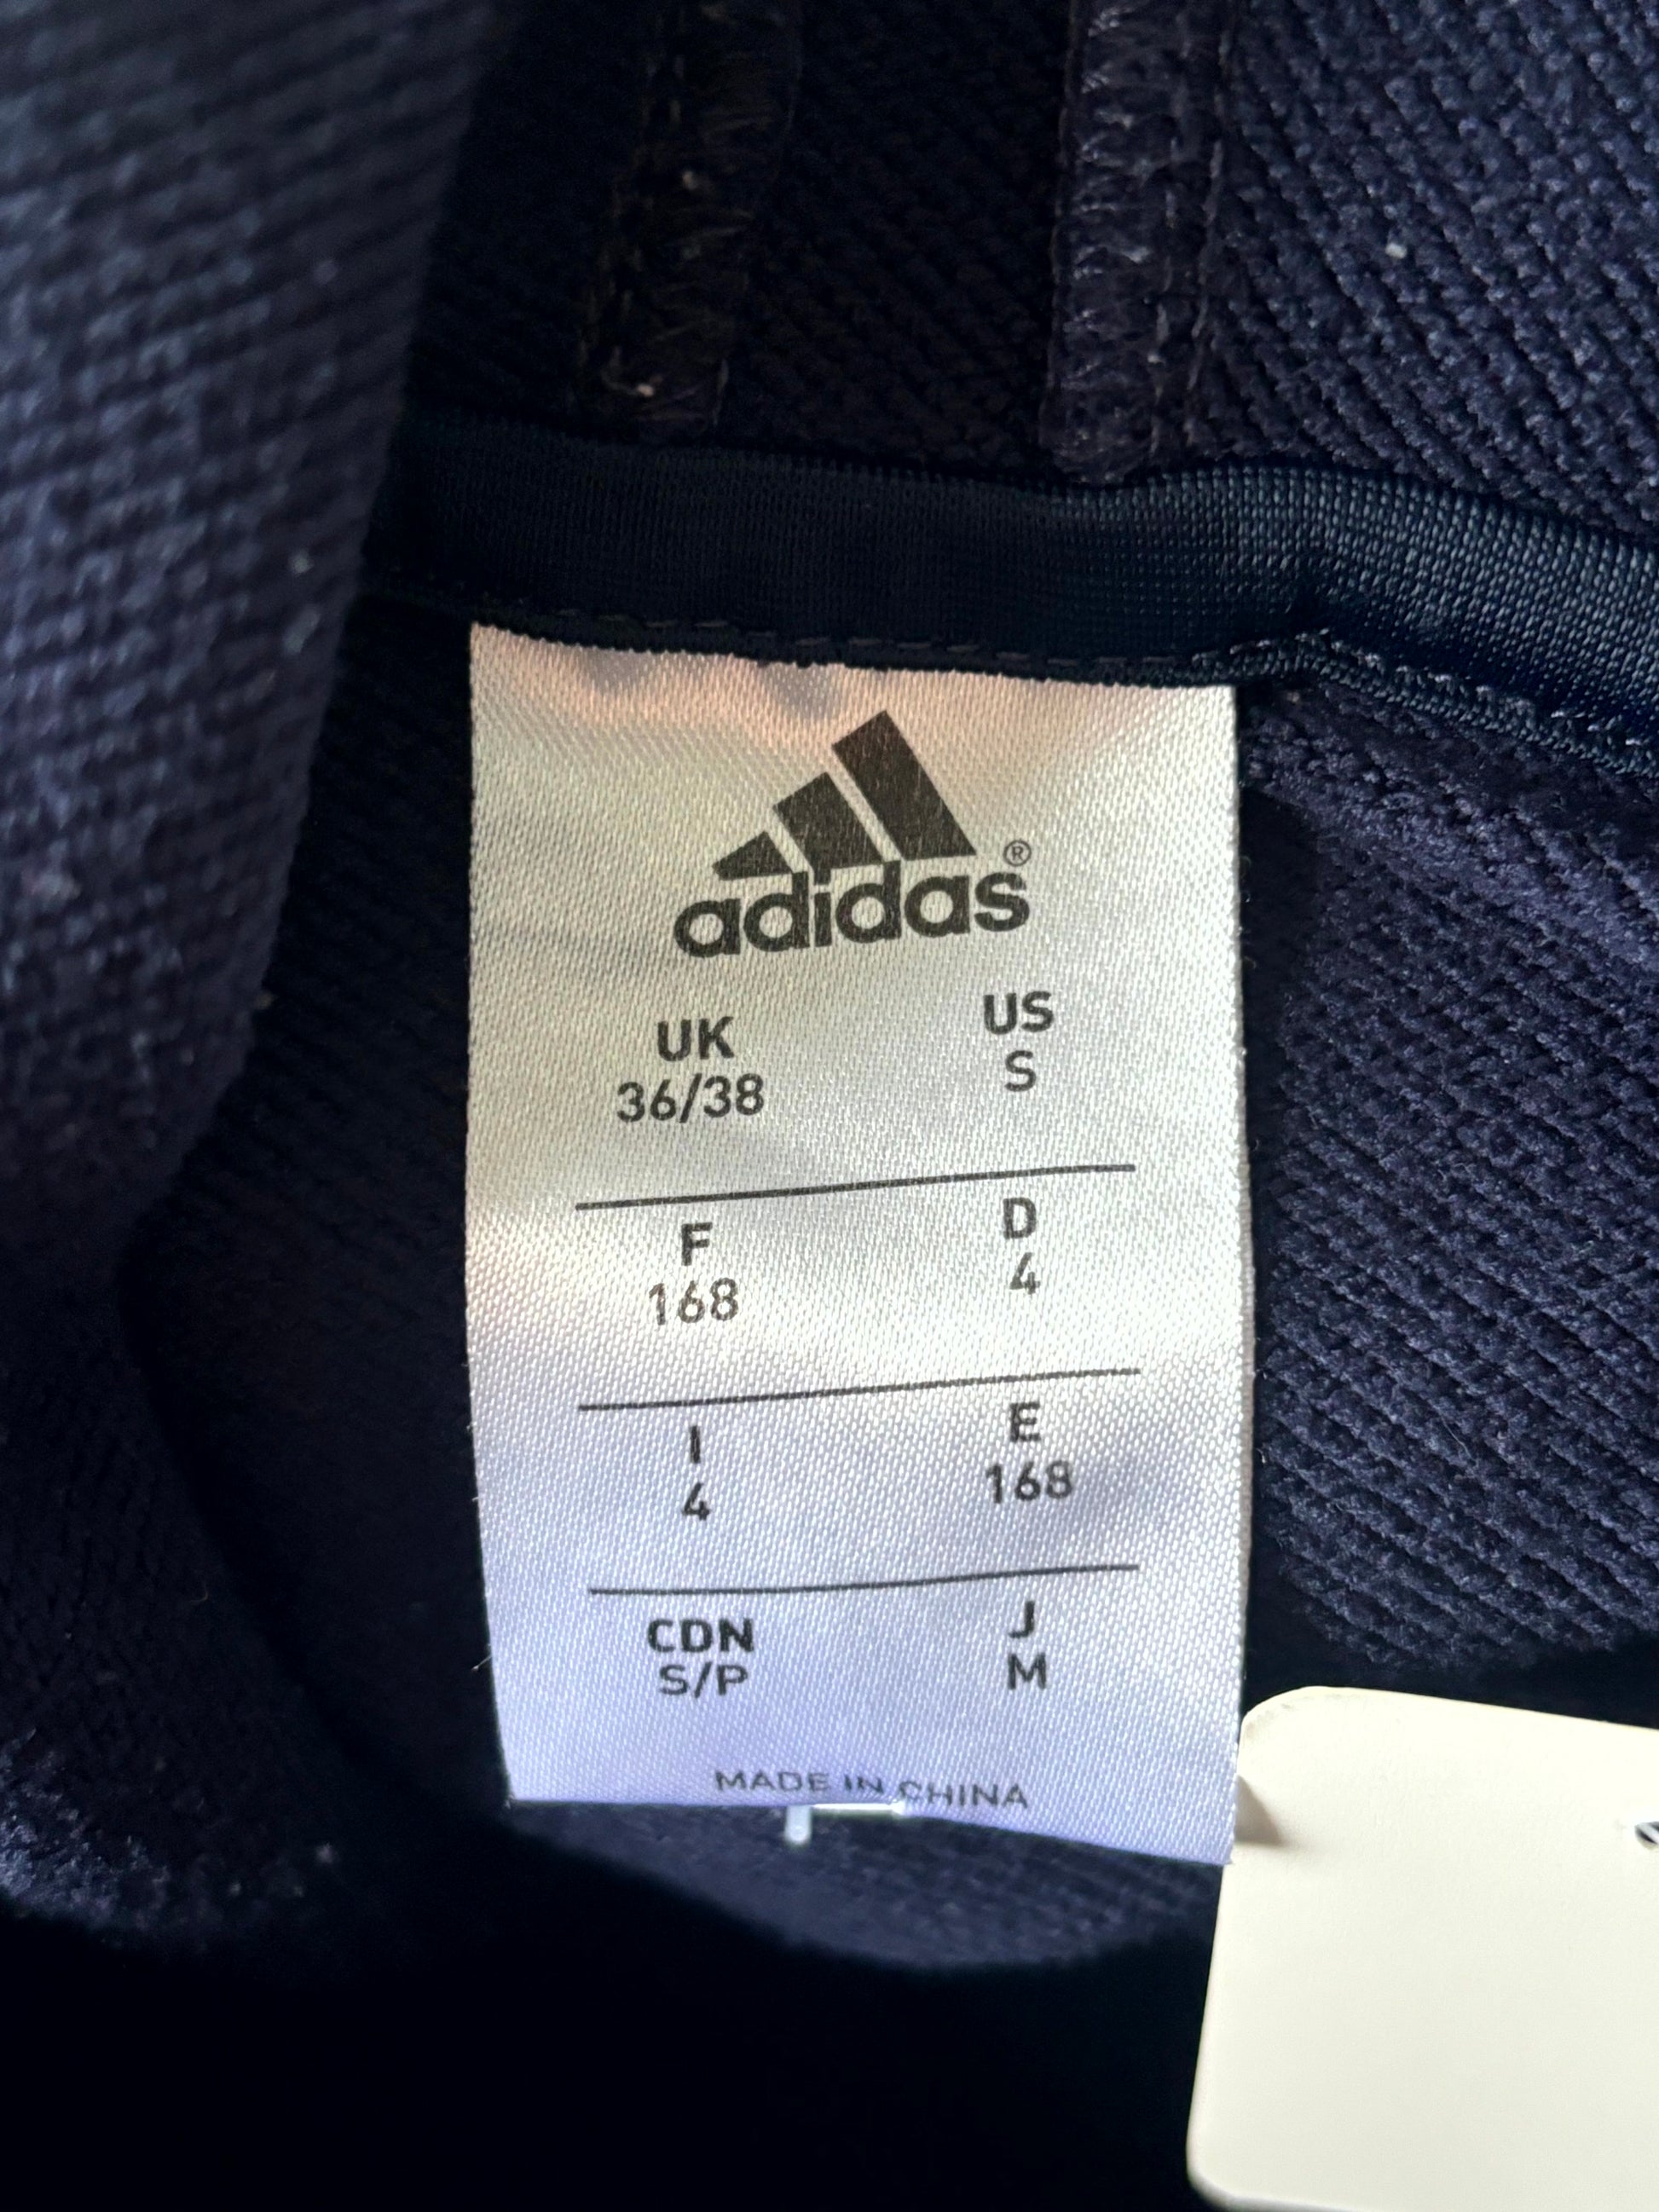 adidas®
UK US
36/38 S
F D
168 4
I E
4 168
CDN J
S/P M
MADE IN CHINA